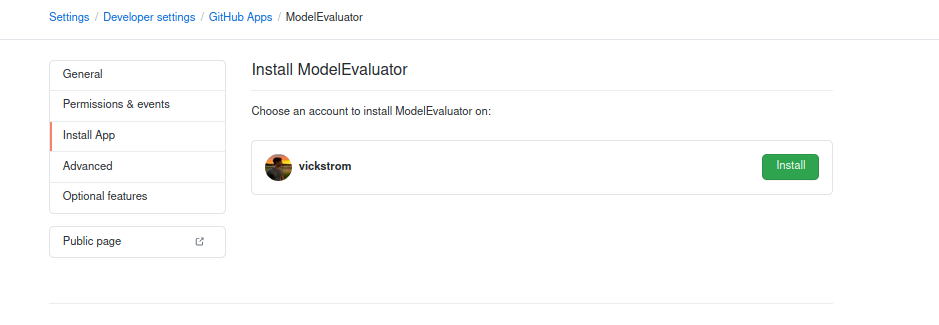 Settings / Developer settings / GitHub Apps / ModelEvaluator
General
Permissions & events
Install App
Advanced
Optional features
Public page
Install ModelEvaluator
Choose an account to install ModelEvaluator on:
vickstrom
Install